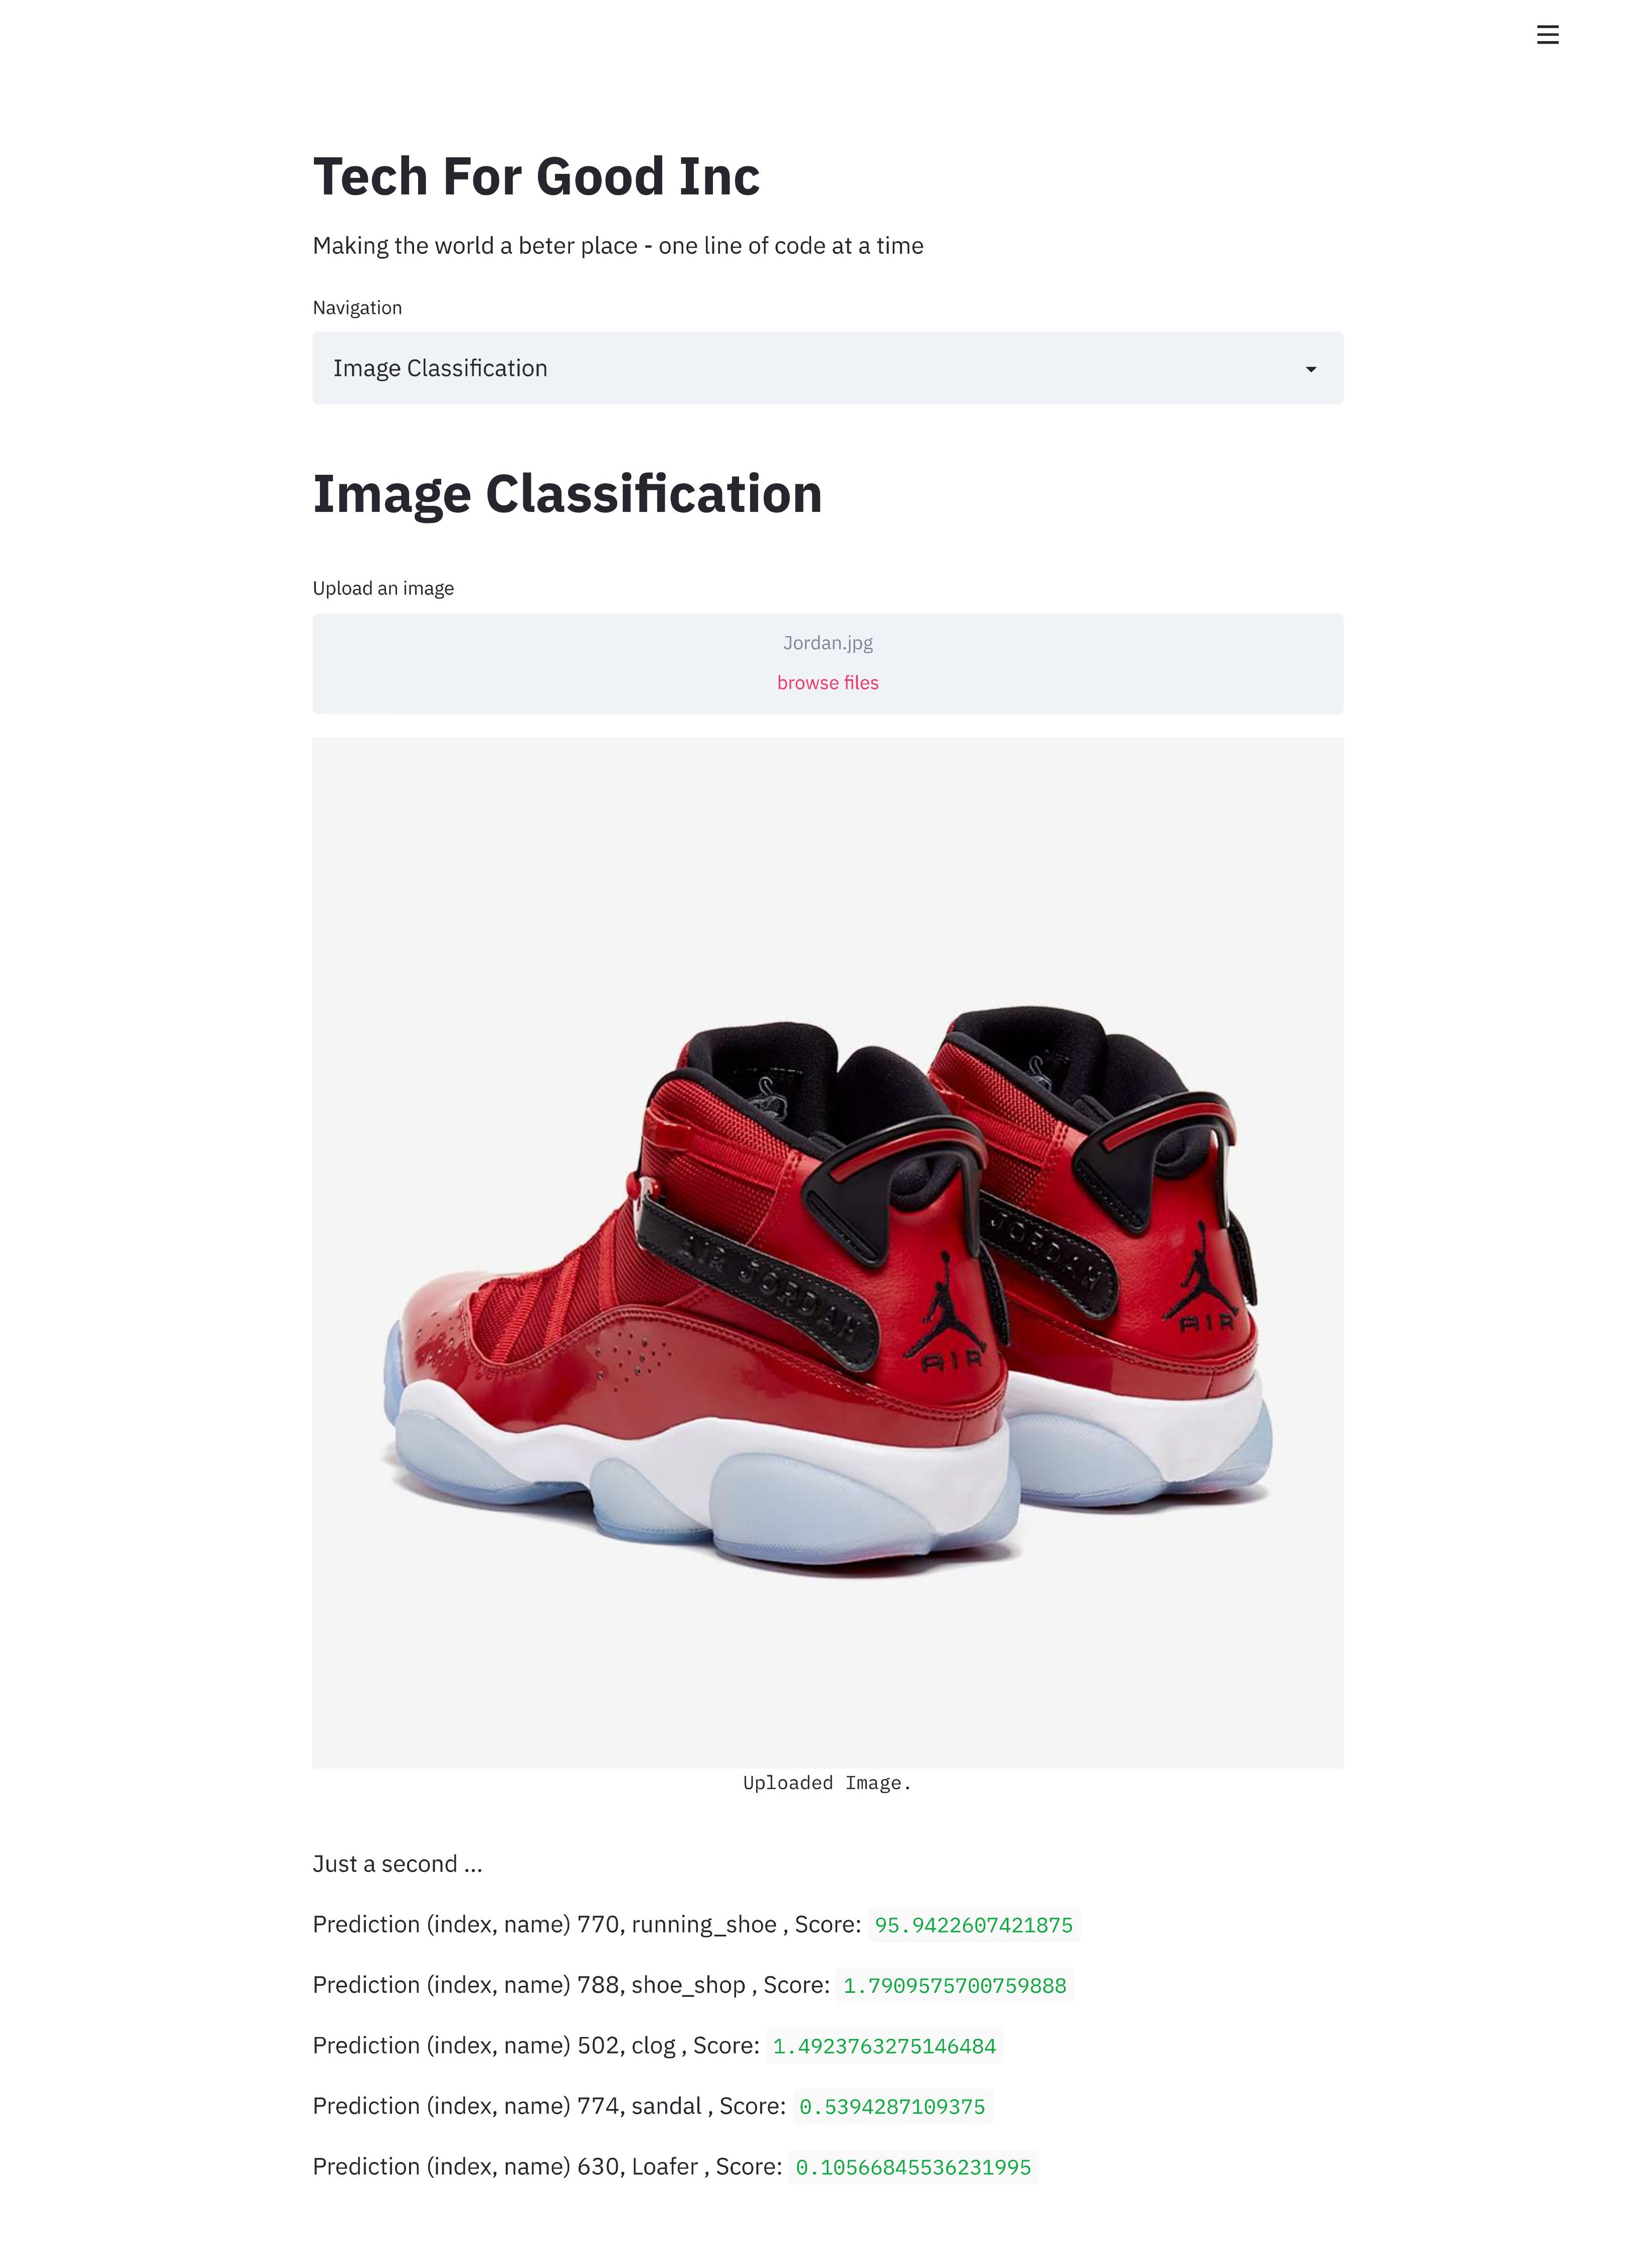 Tech For Good Inc
Making the world a beter place - one line of code at a time
Navigation
Image Classification
Image Classification
Upload an image
Jordan.jpg
browse files
AIR JORDAN
JORDAN
AIR
AIR
Uploaded Image.
Just a second ...
Prediction (index, name) 770, running_shoe , Score: 95.9422607421875
Prediction (index, name) 788, shoe_shop , Score: 1.7909575700759888
Prediction (index, name) 502, clog , Score: 1.4923763275146484
Prediction (index, name) 774, sandal , Score: 0.5394287109375
Prediction (index, name) 630, Loafer , Score: 0.10566845536231995